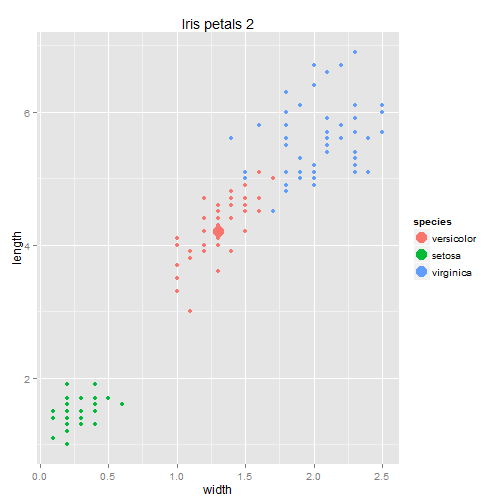 Iris petals 2
6
4
2
length
0.0 0.5 1.0 1.5 2.0 2.5
width
species
versicolor
setosa
virginica